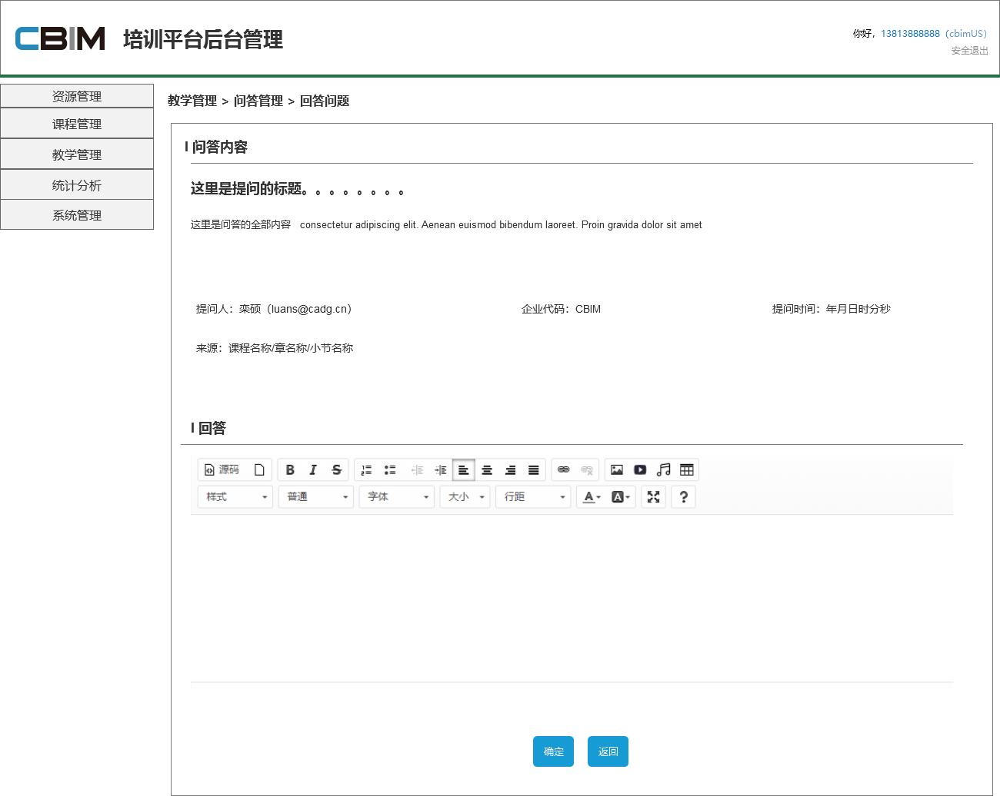 CBIM 培训平台后台管理
你好，13813888888（cbimUS）
安全退出
资源管理
课程管理
教学管理
统计分析
系统管理
教学管理 > 问答管理 > 回答问题
I 问答内容
这里是提问的标题。。。。。。。。
这里是问答的全部内容 consectetur adipiscing elit. Aenean euismod bibendum laoreet. Proin gravida dolor sit amet
提问人：栾硕（luans@cadg.cn） 企业代码：CBIM 提问时间：年月日时分秒
来源：课程名称/章名称/小节名称
I 回答
源码 B I S
样式 普通 字体 大小 行距 A A ?
确定 返回